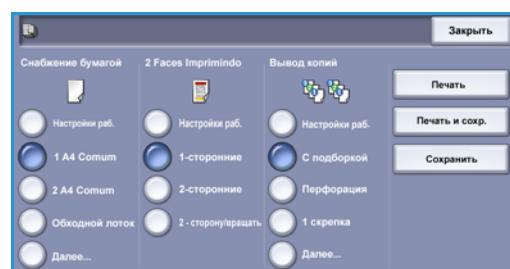 Закрыть
Снабжение бумагой
2 Faces Imprimindo
Вывод копий
Печать
Печать и сохр.
Сохранить
Настройки раб.
Настройки раб.
Настройки раб.
1 A4 Comum
1-сторонние
С подборкой
2 A4 Comum
2-сторонние
Перфорация
Обходной лоток
2 - сторону/вращать
1 скрепка
Далее...
Далее...